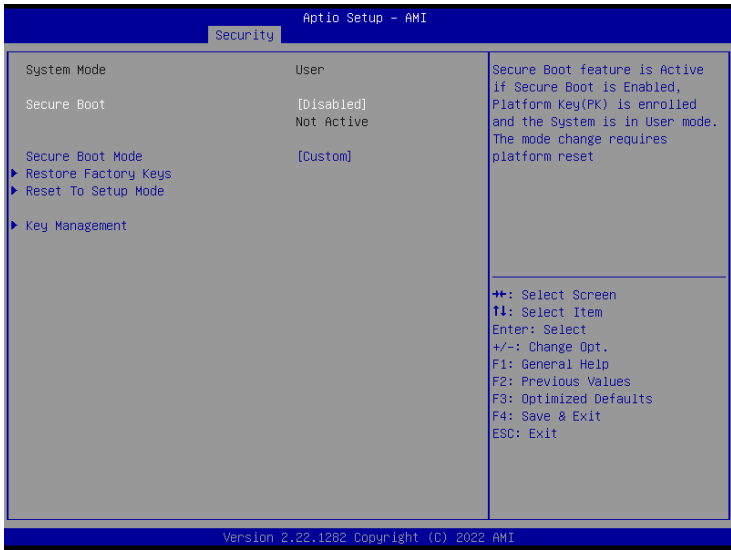 Aptio Setup – AMI
Security
System Mode User
Secure Boot [Disabled]
Not Active
Secure Boot Mode [Custom]
Restore Factory Keys
Reset To Setup Mode
Key Management
Secure Boot feature is Active
if Secure Boot is Enabled,
Platform Key(PK) is enrolled
and the System is in User mode.
The mode change requires
platform reset
→←: Select Screen
↑↓: Select Item
Enter: Select
+/-: Change Opt.
F1: General Help
F2: Previous Values
F3: Optimized Defaults
F4: Save & Exit
ESC: Exit
Version 2.22.1282 Copyright (C) 2022 AMI